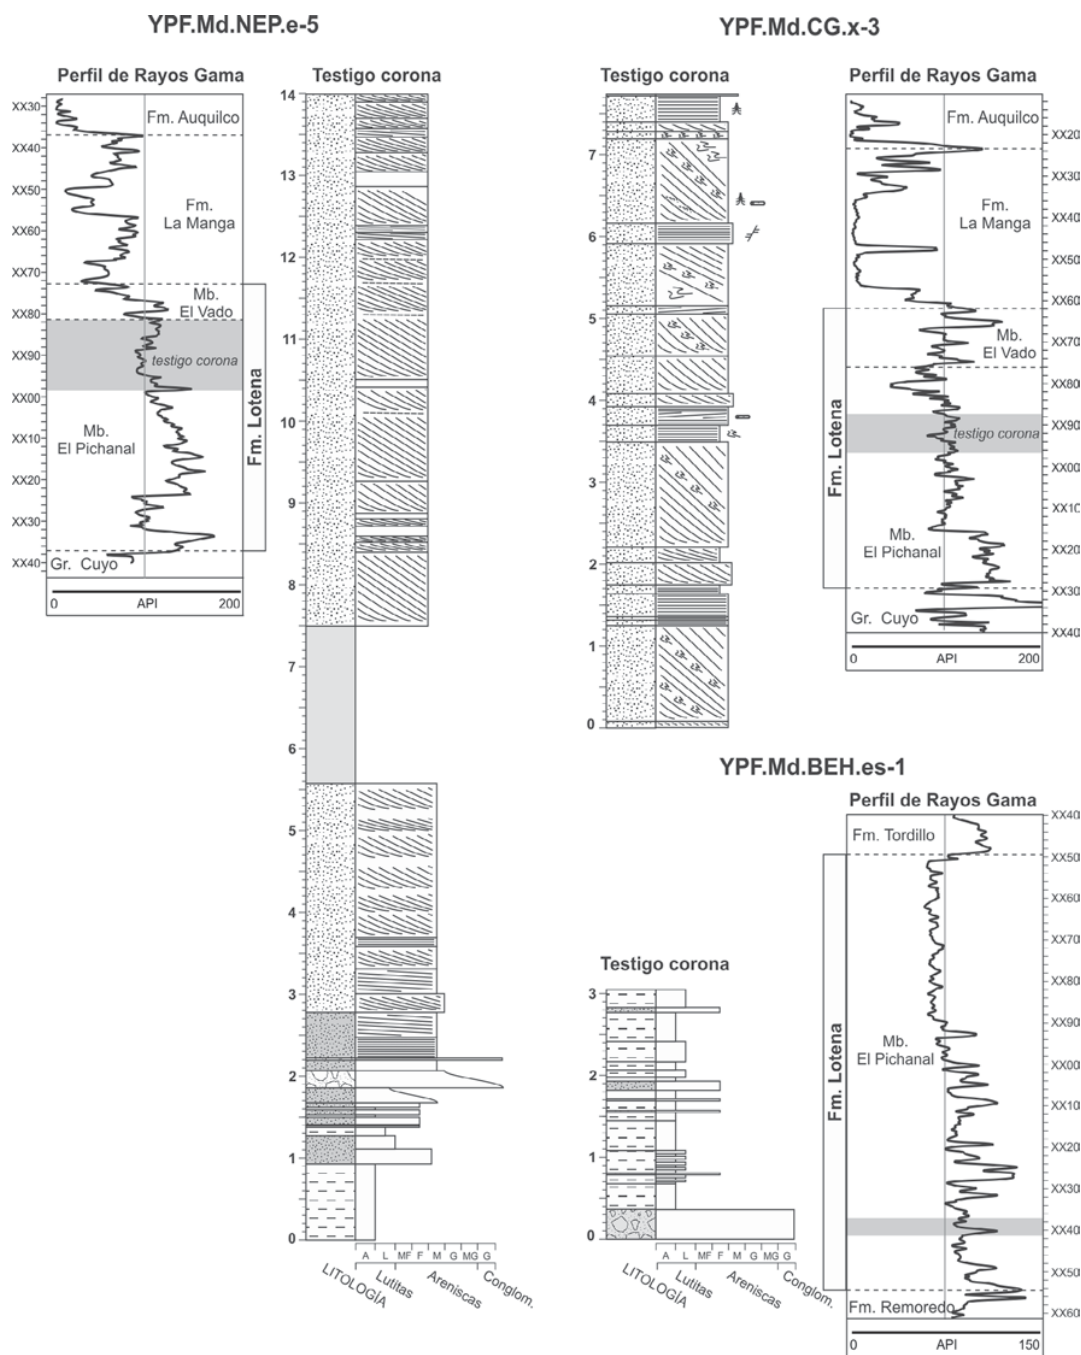 YPF.Md.NEP.e-5
Perfil de Rayos Gama
XX30
XX40
XX50
XX60
XX70
XX80
XX90
XX00
XX10
XX20
XX30
XX40
Fm. Auquilco
Fm.
La Manga
Mb.
El Vado
testigo corona
Mb.
El Pichanal
Gr. Cuyo
Fm. Lotena
0 API 200
Testigo corona
14
13
12
11
10
9
8
7
6
5
4
3
2
1
0
A L MF F M G MG G
LITOLOGÍA
Lutitas
Areniscas
Conglom.
YPF.Md.CG.x-3
Testigo corona
7
6
5
4
3
2
1
0
Perfil de Rayos Gama
Fm. Auquilco
Fm.
La Manga
Mb.
El Vado
testigo corona
Mb.
El Pichanal
Gr. Cuyo
Fm. Lotena
XX20
XX30
XX40
XX50
XX60
XX70
XX80
XX90
XX00
XX10
XX20
XX30
XX40
0 API 200
YPF.Md.BEH.es-1
Testigo corona
3
2
1
0
A L MF F M G MG G
LITOLOGÍA
Lutitas
Areniscas
Conglom.
Perfil de Rayos Gama
Fm. Tordillo
Mb.
El Pichanal
Fm. Remoredo
Fm. Lotena
XX40
XX50
XX60
XX70
XX80
XX90
XX00
XX10
XX20
XX30
XX40
XX50
XX60
0 API 150